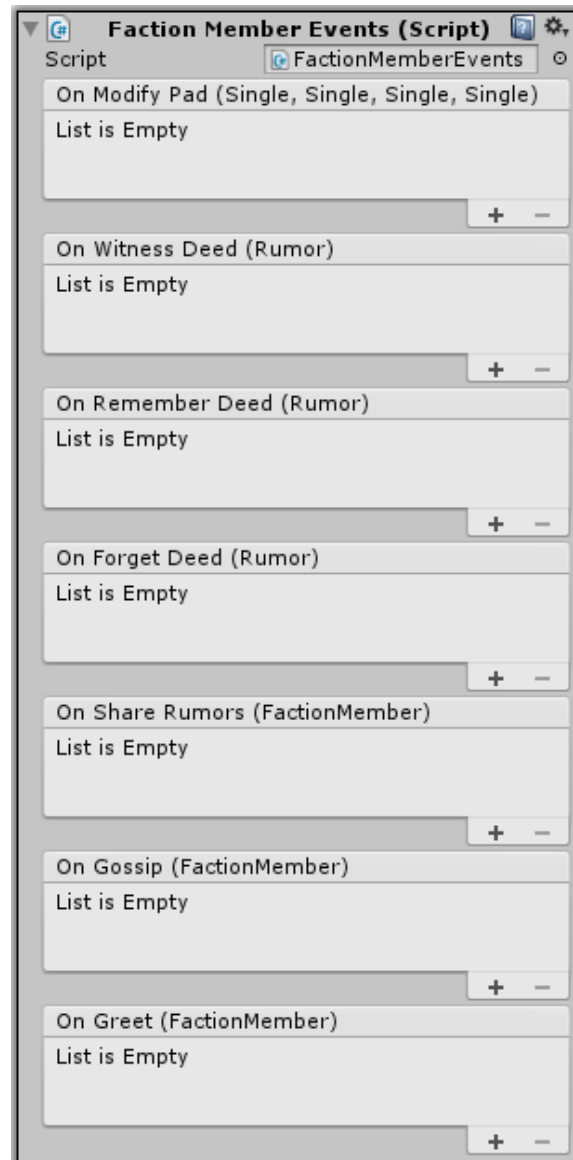 Faction Member Events (Script)
Script FactionMemberEvents
On Modify Pad (Single, Single, Single, Single)
List is Empty
+ −
On Witness Deed (Rumor)
List is Empty
+ −
On Remember Deed (Rumor)
List is Empty
+ −
On Forget Deed (Rumor)
List is Empty
+ −
On Share Rumors (FactionMember)
List is Empty
+ −
On Gossip (FactionMember)
List is Empty
+ −
On Greet (FactionMember)
List is Empty
+ −